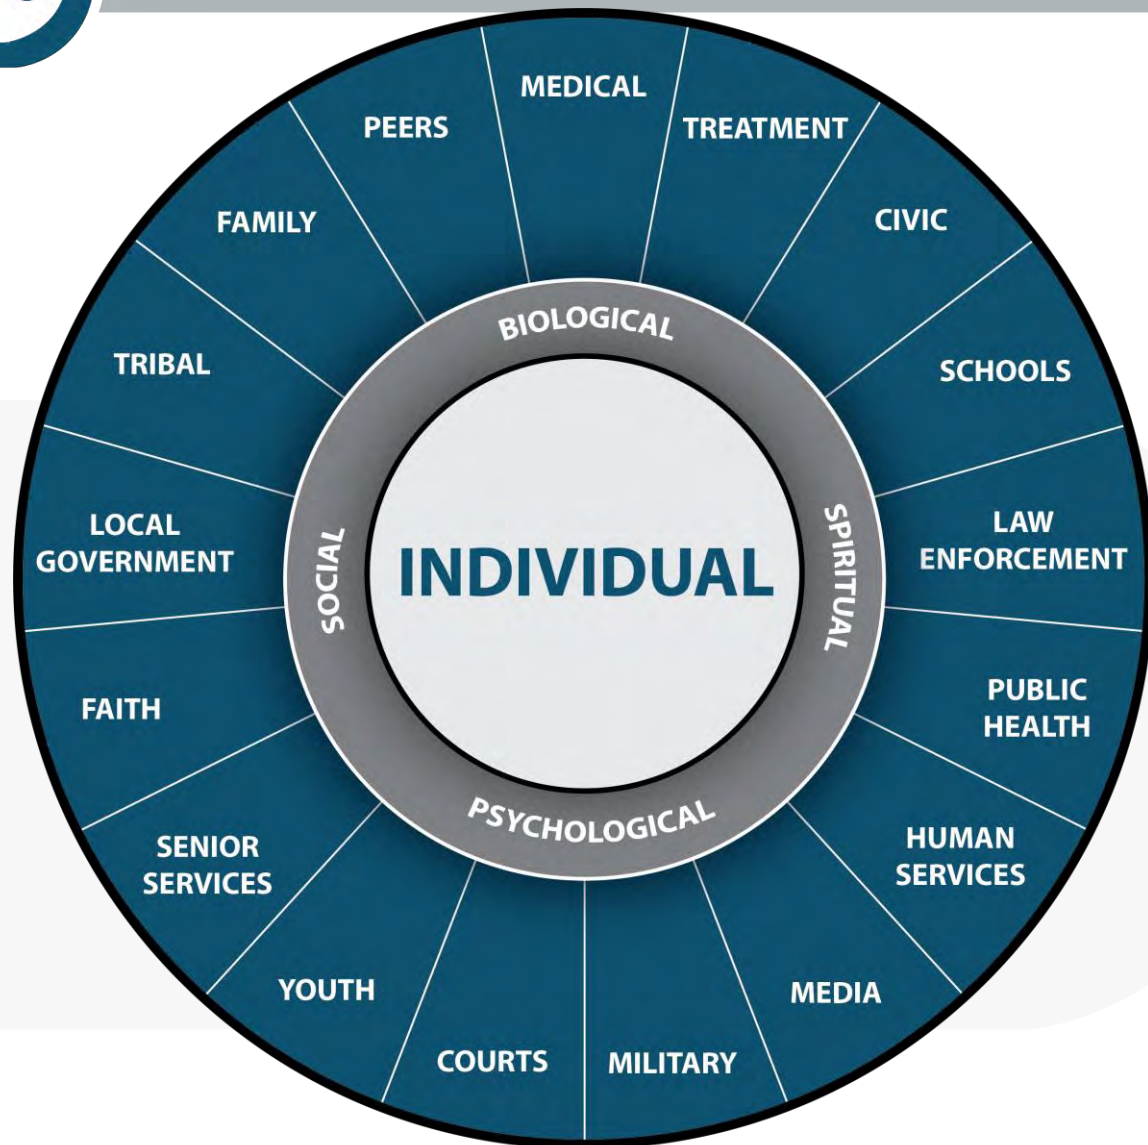 MEDICAL
TREATMENT
CIVIC
SCHOOLS
LAW
ENFORCEMENT
PUBLIC
HEALTH
HUMAN
SERVICES
MEDIA
MILITARY
COURTS
YOUTH
SENIOR
SERVICES
FAITH
LOCAL
GOVERNMENT
TRIBAL
FAMILY
PEERS
BIOLOGICAL
SPIRITUAL
PSYCHOLOGICAL
SOCIAL
INDIVIDUAL